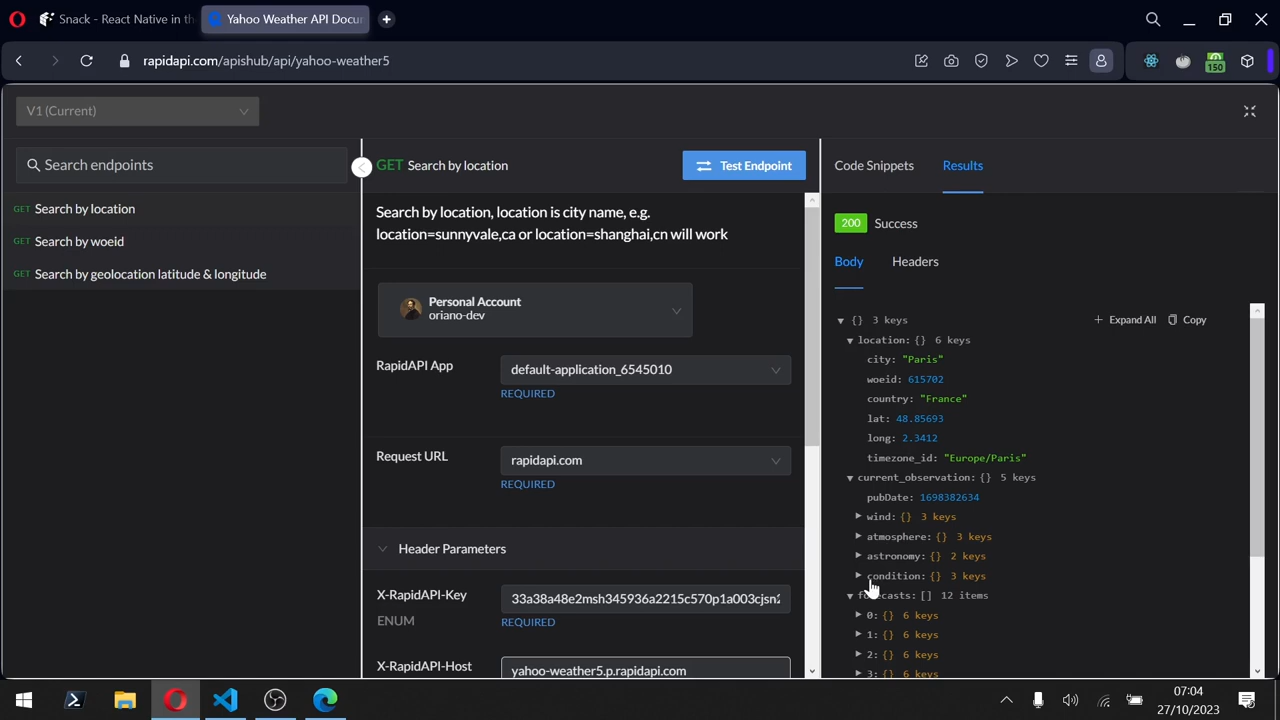 Snack - React Native in the
Yahoo Weather API Docu
rapidapi.com/apishub/api/yahoo-weather5
150
V1 (Current)
Search endpoints
GET Search by location
GET Search by woeid
GET Search by geolocation latitude & longitude
GET Search by location
Test Endpoint
Search by location, location is city name, e.g.
location=sunnyvale,ca or location=shanghai,cn will work
Personal Account
oriano-dev
RapidAPI App
default-application_6545010
REQUIRED
Request URL
rapidapi.com
REQUIRED
Header Parameters
X-RapidAPI-Key
ENUM
33a38a48e2msh345936a2215c570p1a003cjsn2
REQUIRED
X-RapidAPI-Host
yahoo-weather5.p.rapidapi.com
Code Snippets
Results
200 Success
Body
Headers
{} 3 keys
Expand All
Copy
location: {} 6 keys
city: "Paris"
woeid: 615702
country: "France"
lat: 48.85693
long: 2.3412
timezone_id: "Europe/Paris"
current_observation: {} 5 keys
pubDate: 1698382634
wind: {} 3 keys
atmosphere: {} 3 keys
astronomy: {} 2 keys
condition: {} 3 keys
forecasts: [] 12 items
0: {} 6 keys
1: {} 6 keys
2: {} 6 keys
3: {} 6 keys
07:04
27/10/2023